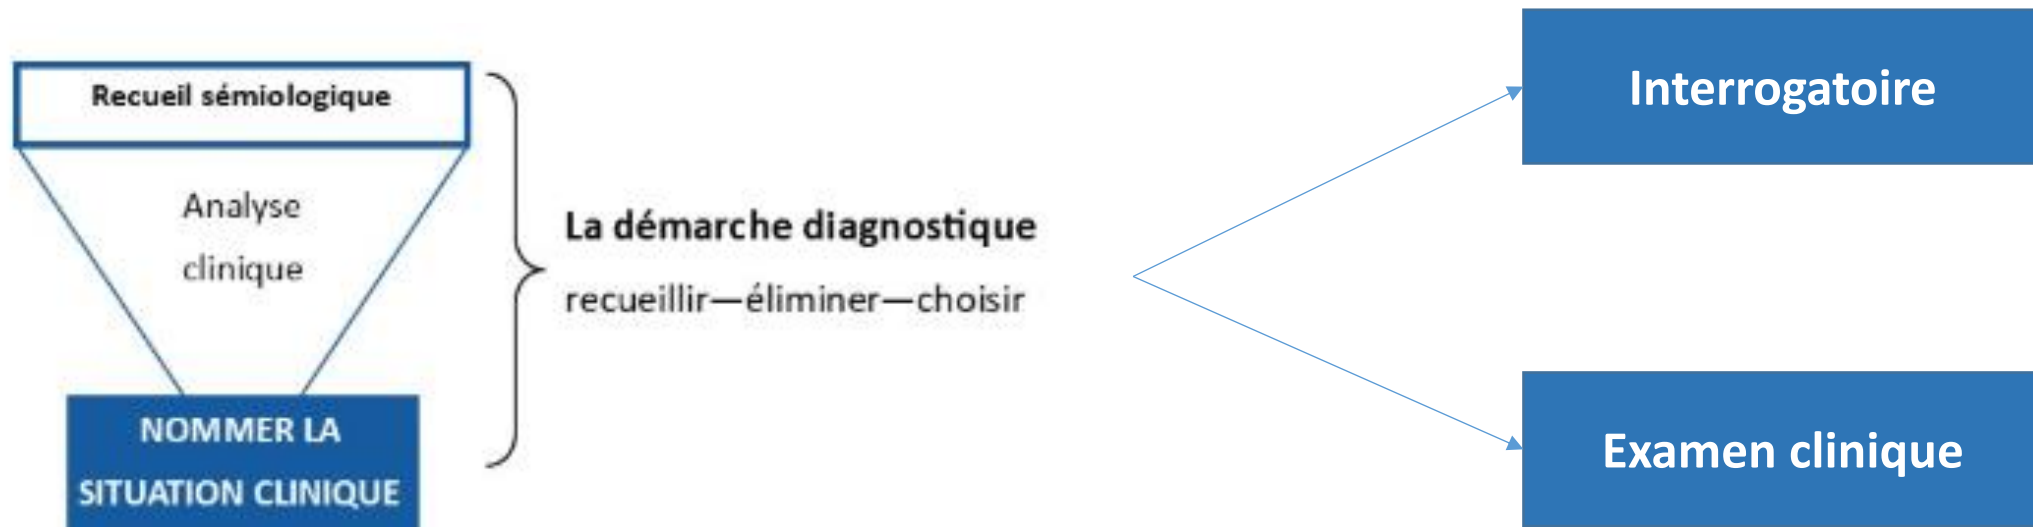 Recueil sémiologique
Analyse
clinique
NOMMER LA
SITUATION CLINIQUE
La démarche diagnostique
recueillir—éliminer—choisir
Interrogatoire
Examen clinique